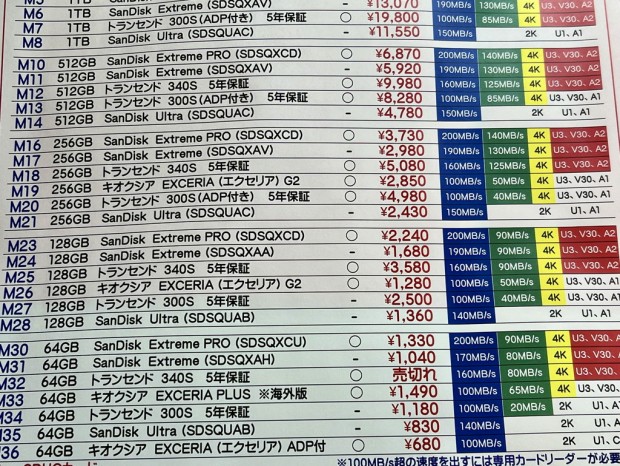 M5 1TB SanDisk Extreme (SDSQXAV) - ¥13,070 190MB/s 130MB/s 4K U3、V30、A2
M6 1TB トランセンド 300S(ADP付き) 5年保証 ○ ¥19,800 100MB/s 85MB/s 4K U3、V30、A1
M7 1TB SanDisk Ultra (SDSQUAC) - ¥11,550 150MB/s 2K U1、A1
M8
M10 512GB SanDisk Extreme PRO (SDSQXCD) ○ ¥6,870 200MB/s 140MB/s 4K U3、V30、A2
M11 512GB SanDisk Extreme (SDSQXAV) - ¥5,920 190MB/s 130MB/s 4K U3、V30、A2
M12 512GB トランセンド 340S 5年保証 ○ ¥9,980 160MB/s 125MB/s 4K U3、V30、A2
M13 512GB トランセンド 300S(ADP付き) 5年保証 ○ ¥8,280 100MB/s 85MB/s 4K U3、V30、A1
M14 512GB SanDisk Ultra (SDSQUAC) - ¥4,780 150MB/s 2K U1、A1
M16 256GB SanDisk Extreme PRO (SDSQXCD) ○ ¥3,730 200MB/s 140MB/s 4K U3、V30、A2
M17 256GB SanDisk Extreme (SDSQXAV) - ¥2,980 190MB/s 130MB/s 4K U3、V30、A2
M18 256GB トランセンド 340S 5年保証 ○ ¥5,080 160MB/s 125MB/s 4K U3、V30、A2
M19 256GB キオクシア EXCERIA (エクセリア) G2 ○ ¥2,850 100MB/s 50MB/s 4K U3、V30、A1
M20 256GB トランセンド 300S(ADP付き) 5年保証 ○ ¥4,980 100MB/s 40MB/s 4K U3、V30、A1
M21 256GB SanDisk Ultra (SDSQUAC) - ¥2,430 150MB/s 2K U1、A1
M23 128GB SanDisk Extreme PRO (SDSQXCD) ○ ¥2,240 200MB/s 90MB/s 4K U3、V30、A2
M24 128GB SanDisk Extreme (SDSQXAA) - ¥1,680 190MB/s 90MB/s 4K U3、V30、A2
M25 128GB トランセンド 340S 5年保証 ○ ¥3,580 160MB/s 90MB/s 4K U3、V30、A2
M26 128GB キオクシア EXCERIA (エクセリア) G2 ○ ¥1,280 100MB/s 50MB/s 4K U3、V30、A1
M27 128GB トランセンド 300S 5年保証 - ¥2,500 100MB/s 40MB/s 4K U3、V30、A1
M28 128GB SanDisk Ultra (SDSQUAB) - ¥1,360 140MB/s 2K U1、A1
M30 64GB SanDisk Extreme PRO (SDSQXCU) ○ ¥1,330 200MB/s 90MB/s 4K U3、V30、A2
M31 64GB SanDisk Extreme (SDSQXAH) - ¥1,040 170MB/s 80MB/s 4K U3、V30、
M32 64GB トランセンド 340S 5年保証 ○ 売切れ 160MB/s 80MB/s 4K U3、V30、
M33 64GB キオクシア EXCERIA PLUS ※海外版 ○ ¥1,490 100MB/s 65MB/s 4K U3、V30、
M34 64GB トランセンド 300S 5年保証 - ¥1,180 100MB/s 20MB/s 2K U1、A
M35 64GB SanDisk Ultra (SDSQUAB) - ¥830 140MB/s 2K U1、A
M36 64GB キオクシア EXCERIA (エクセリア) ADP付 ○ ¥680 100MB/s 2K U1、C
※100MB/s超の速度を出すには専用カードリーダーが必要